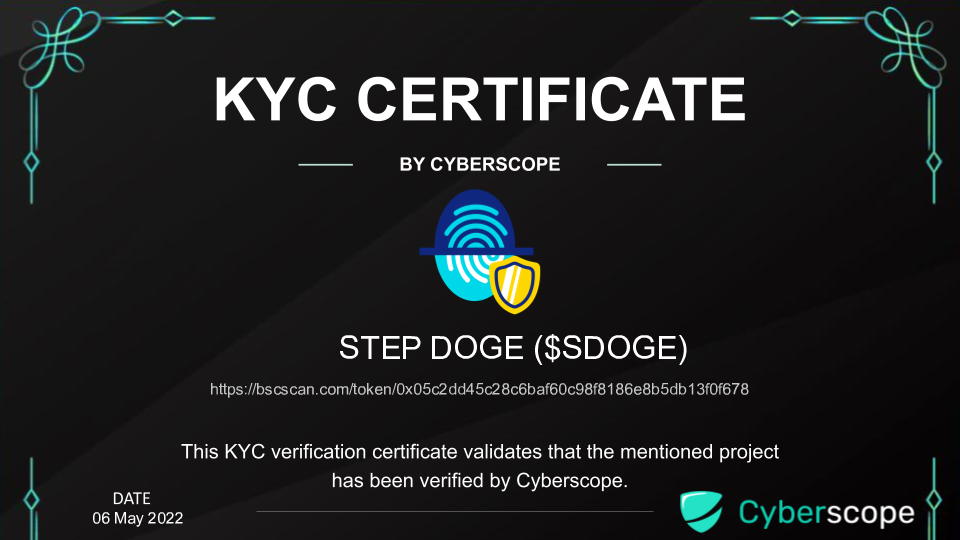 KYC CERTIFICATE
BY CYBERSCOPE
STEP DOGE ($SDOGE)
https://bscscan.com/token/0x05c2dd45c28c6baf60c98f8186e8b5db13f0f678
This KYC verification certificate validates that the mentioned project
has been verified by Cyberscope.
DATE
06 May 2022
Cyberscope